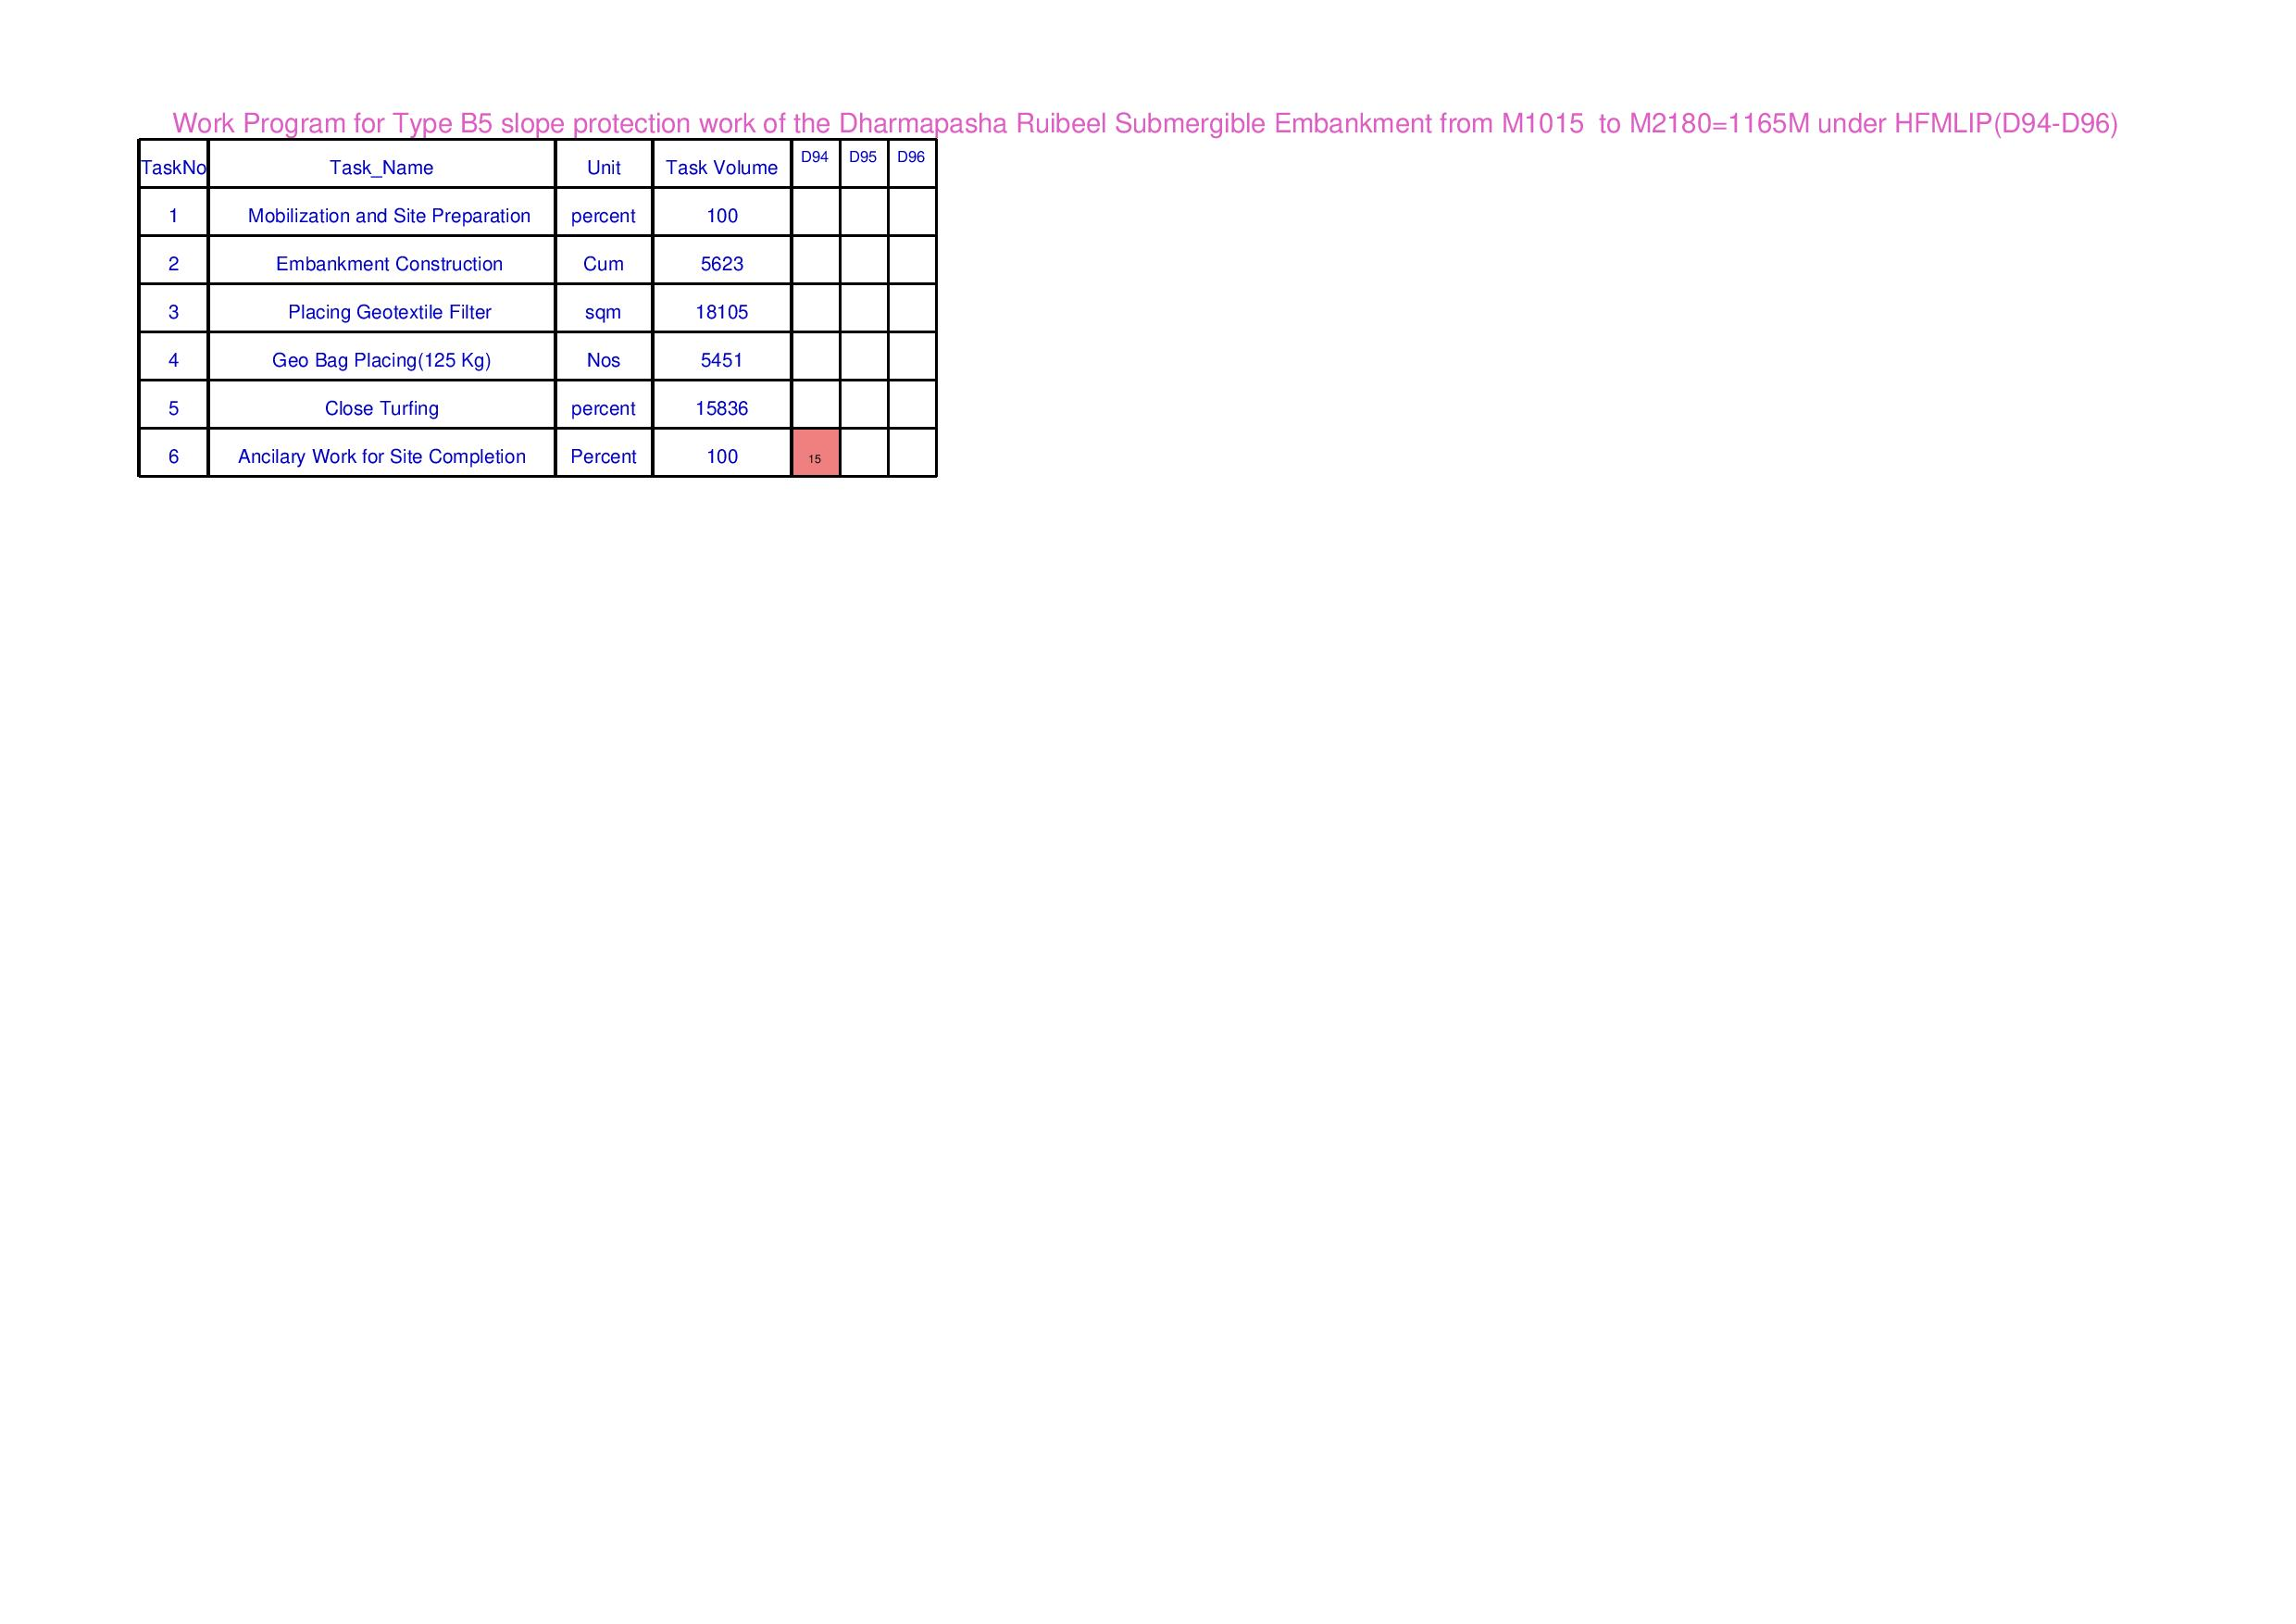 Work Program for Type B5 slope protection work of the Dharmapasha Ruibeel Submergible Embankment from M1015  to M2180=1165M under HFMLIP(D94-D96)
TaskNo Task_Name Unit Task Volume D94 D95 D96
1 Mobilization and Site Preparation percent 100
2 Embankment Construction Cum 5623
3 Placing Geotextile Filter sqm 18105
4 Geo Bag Placing(125 Kg) Nos 5451
5 Close Turfing percent 15836
6 Ancilary Work for Site Completion Percent 100 15